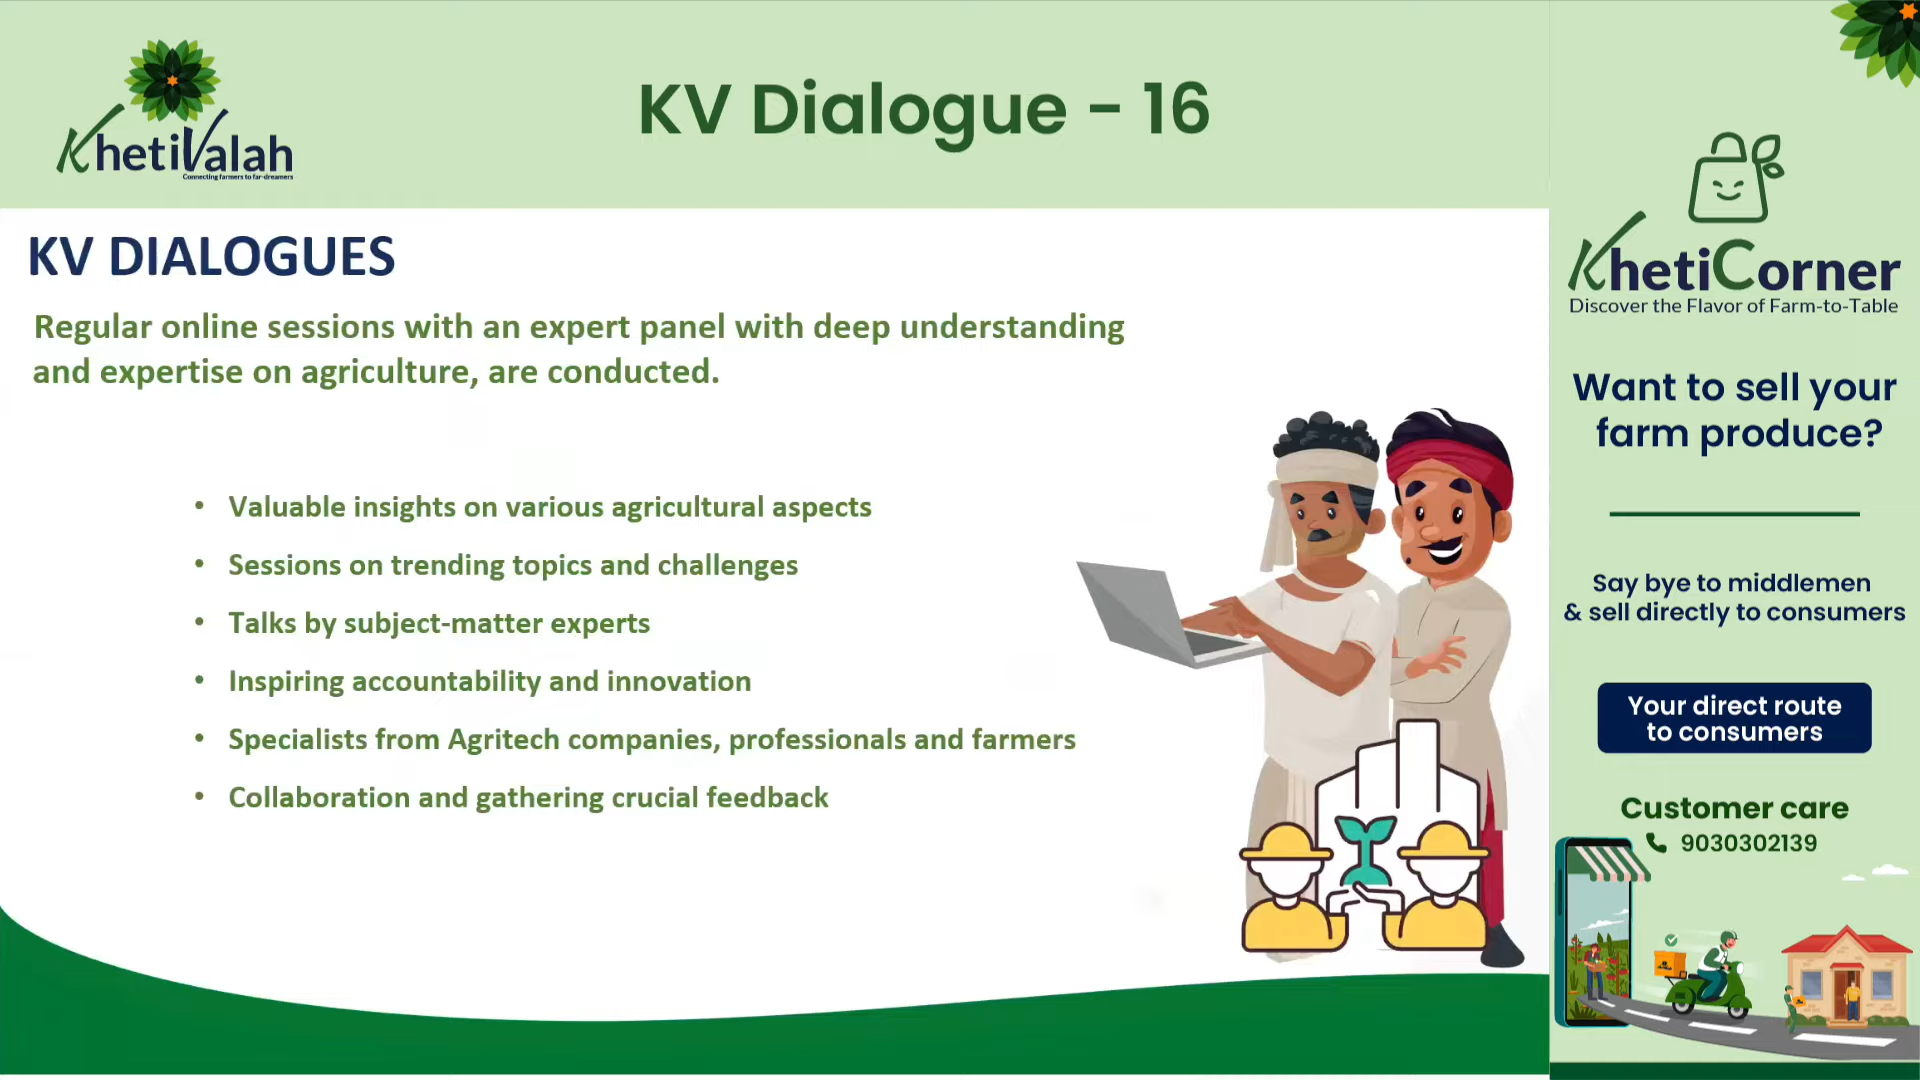 KhetiValah
Connecting farmers to far-dreamers
KV Dialogue - 16
KV DIALOGUES
Regular online sessions with an expert panel with deep understanding
and expertise on agriculture, are conducted.
• Valuable insights on various agricultural aspects
• Sessions on trending topics and challenges
• Talks by subject-matter experts
• Inspiring accountability and innovation
• Specialists from Agritech companies, professionals and farmers
• Collaboration and gathering crucial feedback
KhetiCorner
Discover the Flavor of Farm-to-Table
Want to sell your
farm produce?
Say bye to middlemen
& sell directly to consumers
Your direct route
to consumers
Customer care
9030302139